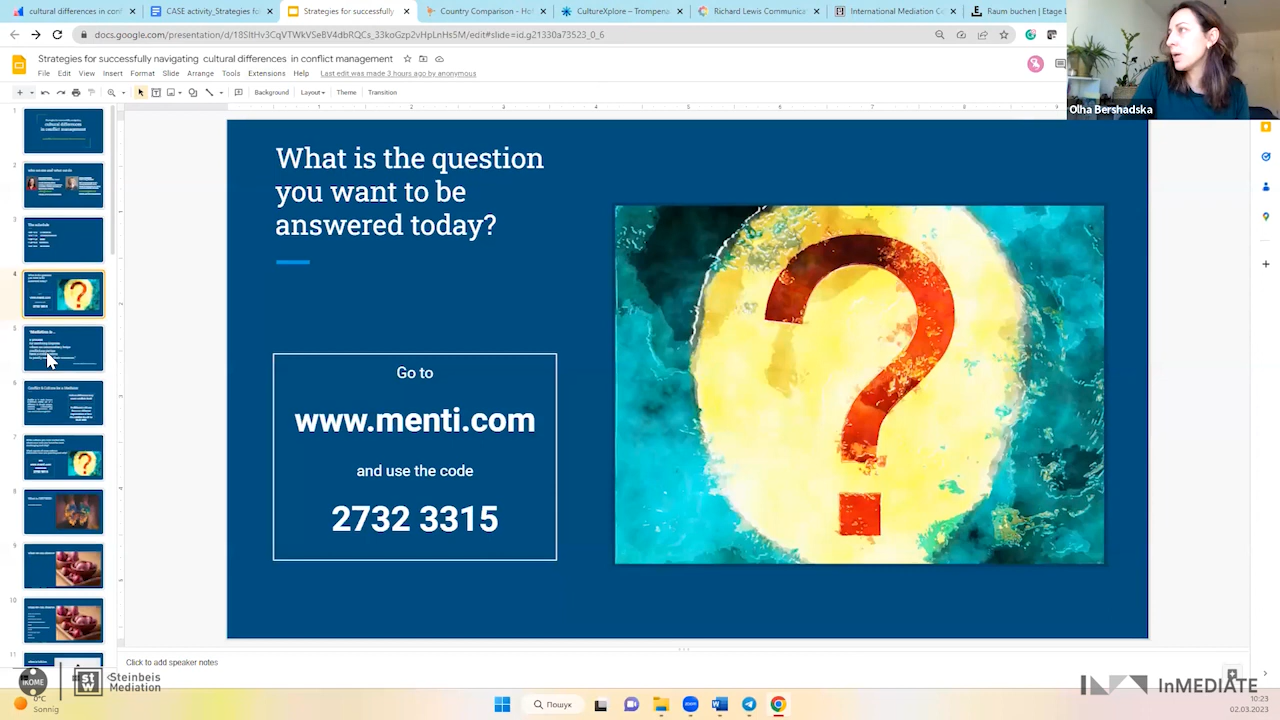 cultural differences in conf
CASE activity_Strategies for c
Strategies for successfully
Country Comparison - Ho
CultureXplore – Trompena
Richard Lewis Communica
International Mediation Ce
Raum buchen | Etage L
docs.google.com/presentation/d/18SItHv3CqVTWkVSeBV4dbRQCs_33koGzp2vHpLnHs5M/edit#slide=id.g21330a73523_0_6
Strategies for successfully navigating cultural differences in conflict management
File Edit View Insert Format Slide Arrange Tools Extensions Help Last edit was made 3 hours ago by anonymous
Background Layout Theme Transition
Olha Bershadska
What is the question
you want to be
answered today?
Go to
www.menti.com
and use the code
2732 3315
Click to add speaker notes
IKOME
stw
Steinbeis
Mediation
InMEDIATE
0°C
Sonnig
Пошук
10:23
02.03.2023